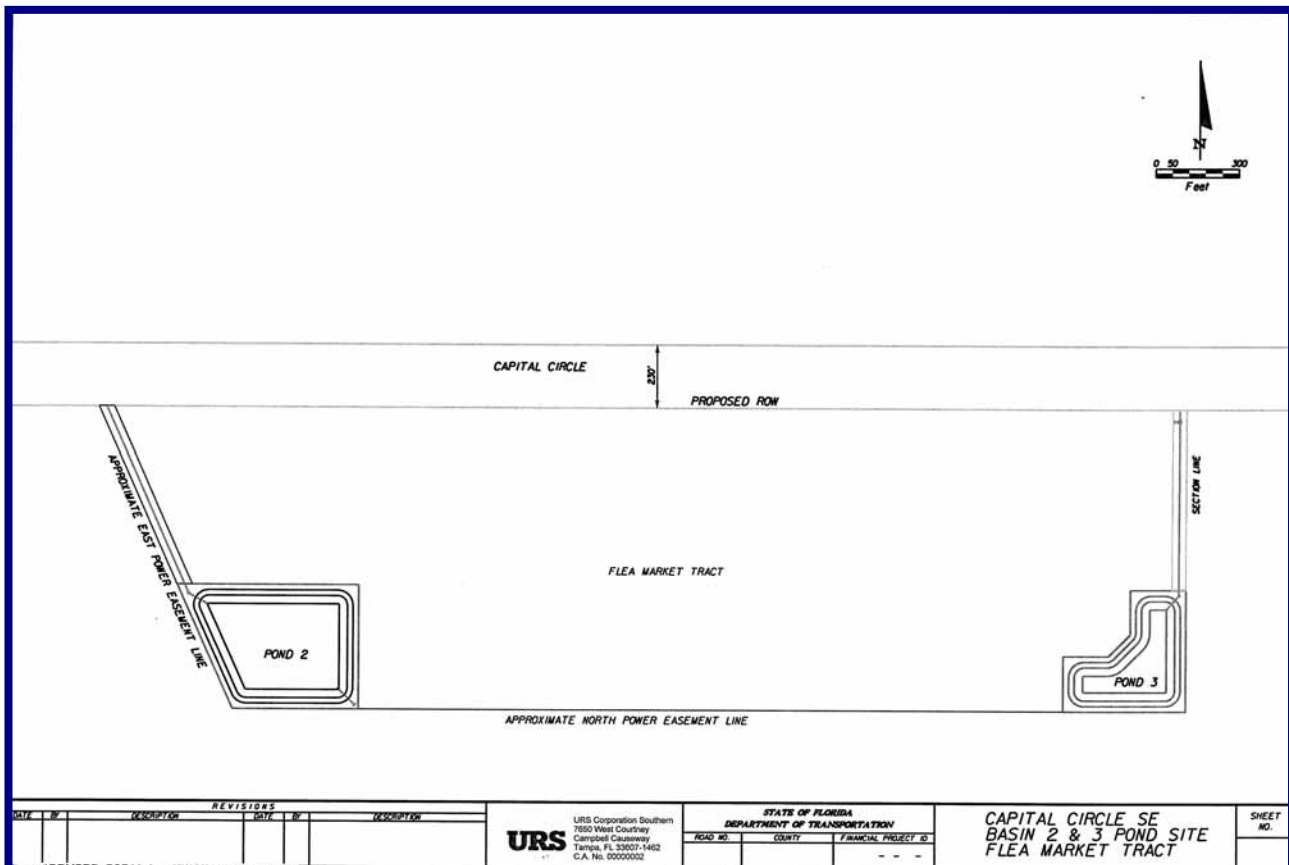 N
0 50 300
Feet
CAPITAL CIRCLE
230'
PROPOSED ROW
APPROXIMATE EAST POWER EASEMENT LINE
SECTION LINE
FLEA MARKET TRACT
POND 2
POND 3
APPROXIMATE NORTH POWER EASEMENT LINE
REVISIONS
DATE BY DESCRIPTION DATE BY DESCRIPTION
URS
URS Corporation Southern
7650 West Courtney
Campbell Causeway
Tampa, FL 33607-1462
C.A. No. 00000002
STATE OF FLORIDA
DEPARTMENT OF TRANSPORTATION
ROAD NO. COUNTY FINANCIAL PROJECT ID
- - -
CAPITAL CIRCLE SE
BASIN 2 & 3 POND SITE
FLEA MARKET TRACT
SHEET
NO.